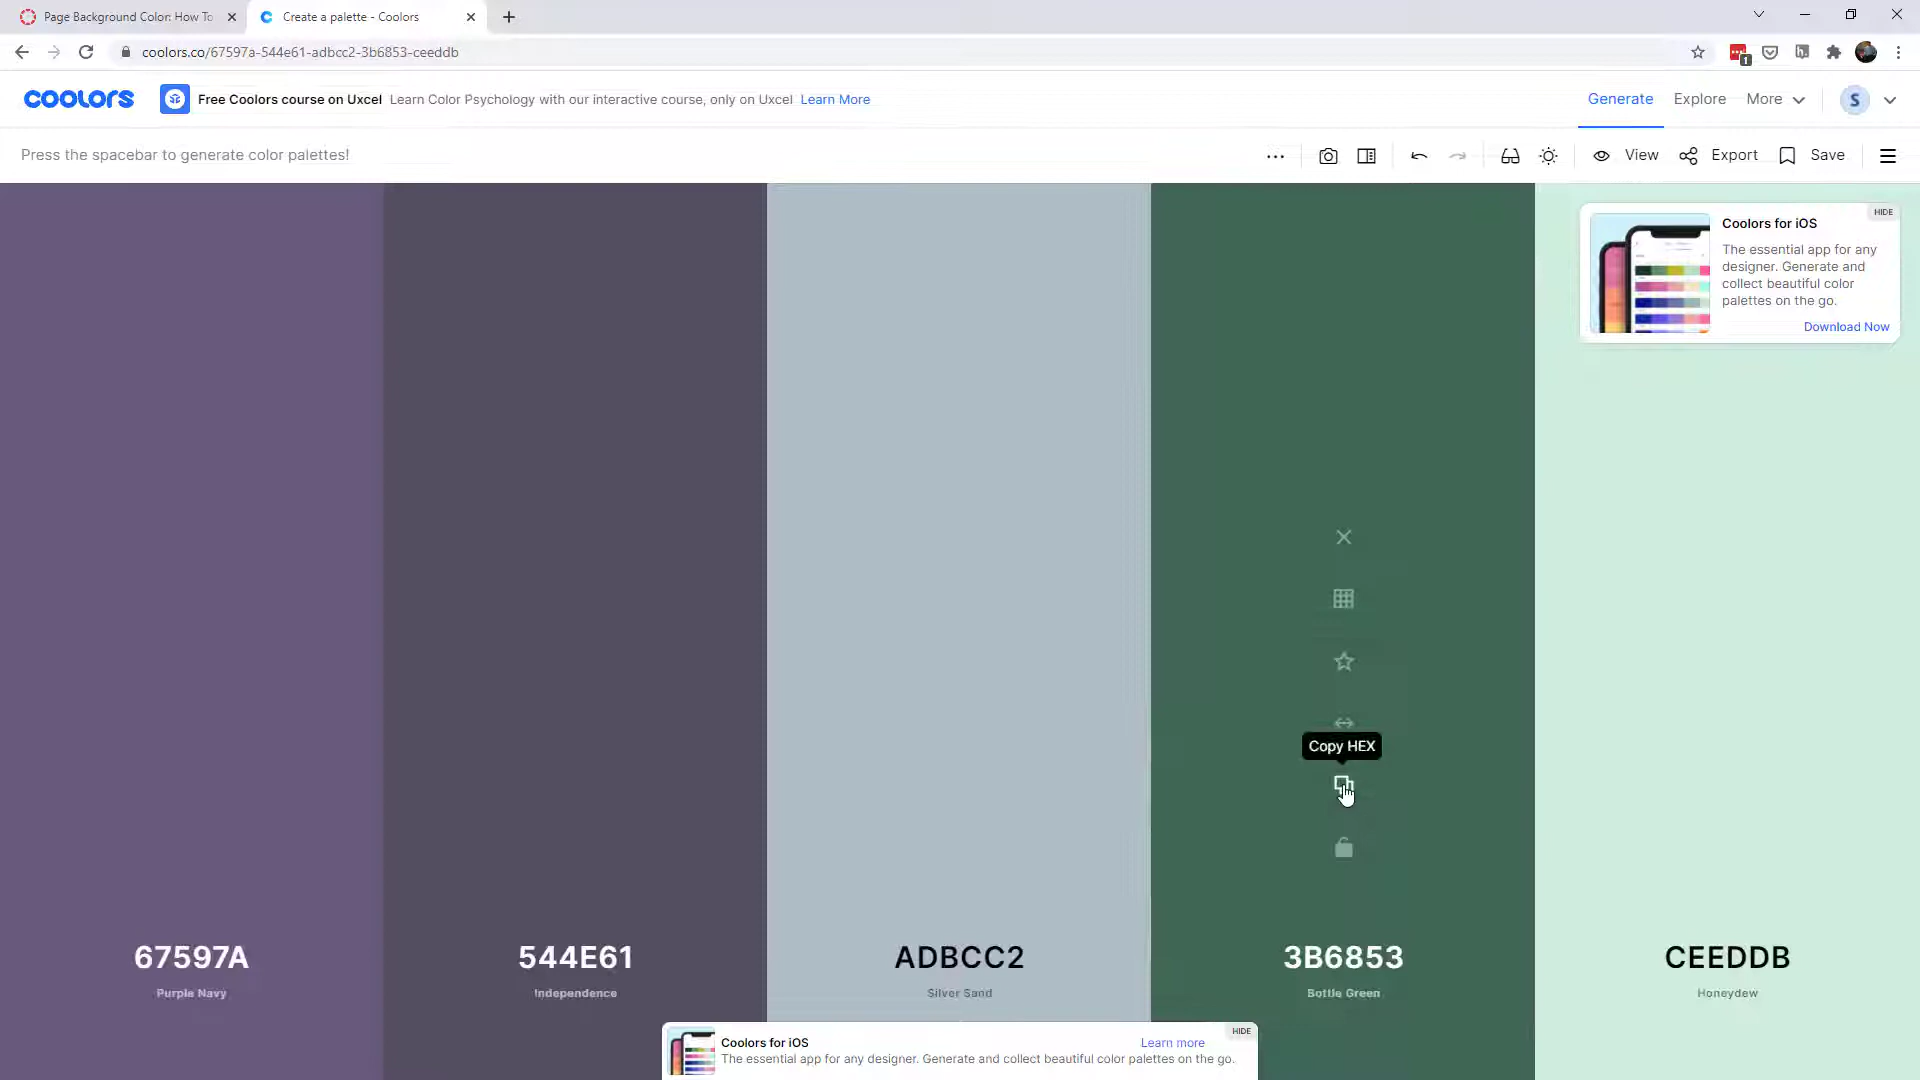 Page Background Color: How To
Create a palette - Coolors
coolors.co/67597a-544e61-adbcc2-3b6853-ceeddb
1
coolors
Free Coolors course on Uxcel Learn Color Psychology with our interactive course, only on Uxcel Learn More
Generate
Explore
More
S
Press the spacebar to generate color palettes!
View
Export
Save
HIDE
Coolors for iOS
The essential app for any
designer. Generate and
collect beautiful color
palettes on the go.
Download Now
Copy HEX
67597A
544E61
ADBCC2
3B6853
CEEDDB
Purple Navy
Independence
Silver Sand
Bottle Green
Honeydew
HIDE
Coolors for iOS
Learn more
The essential app for any designer. Generate and collect beautiful color palettes on the go.